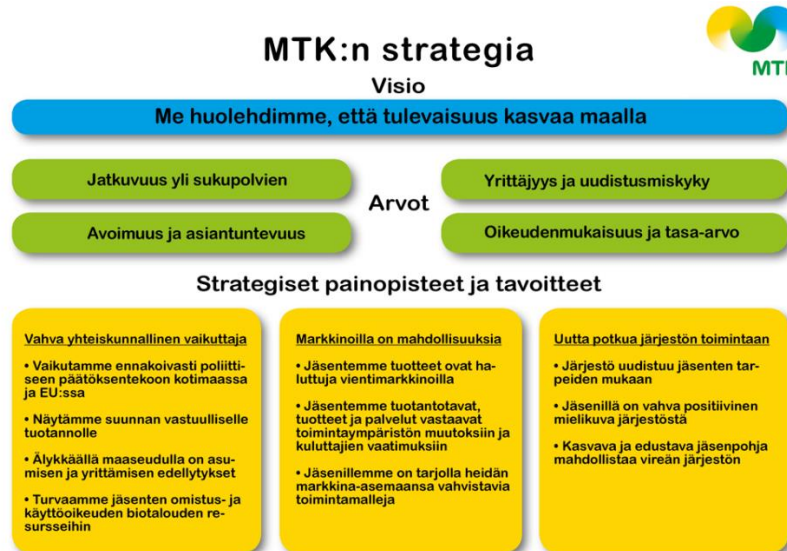 MTK:n strategia
MTK
Visio
Me huolehdimme, että tulevaisuus kasvaa maalla
Jatkuvuus yli sukupolvien
Yrittäjyys ja uudistusmiskyky
Arvot
Avoimuus ja asiantuntevuus
Oikeudenmukaisuus ja tasa-arvo
Strategiset painopisteet ja tavoitteet
Vahva yhteiskunnallinen vaikuttaja
• Vaikutamme ennakoivasti poliitti-
seen päätöksentekoon kotimaassa
ja EU:ssa
• Näytämme suunnan vastuulliselle
tuotannolle
• Älykkäällä maaseudulla on asu-
misen ja yrittämisen edellytykset
• Turvaamme jäsenten omistus- ja
käyttöoikeuden biotalouden re-
sursseihin
Markkinoilla on mahdollisuuksia
• Jäsentemme tuotteet ovat ha-
luttuja vientimarkkinoilla
• Jäsentemme tuotantotavat,
tuotteet ja palvelut vastaavat
toimintaympäristön muutoksiin ja
kuluttajien vaatimuksiin
• Jäsenillemme on tarjolla heidän
markkina-asemaansa vahvistavia
toimintamalleja
Uutta potkua järjestön toimintaan
• Järjestö uudistuu jäsenten tar-
peiden mukaan
• Jäsenillä on vahva positiivinen
mielikuva järjestöstä
• Kasvava ja edustava jäsenpohja
mahdollistaa vireän järjestön